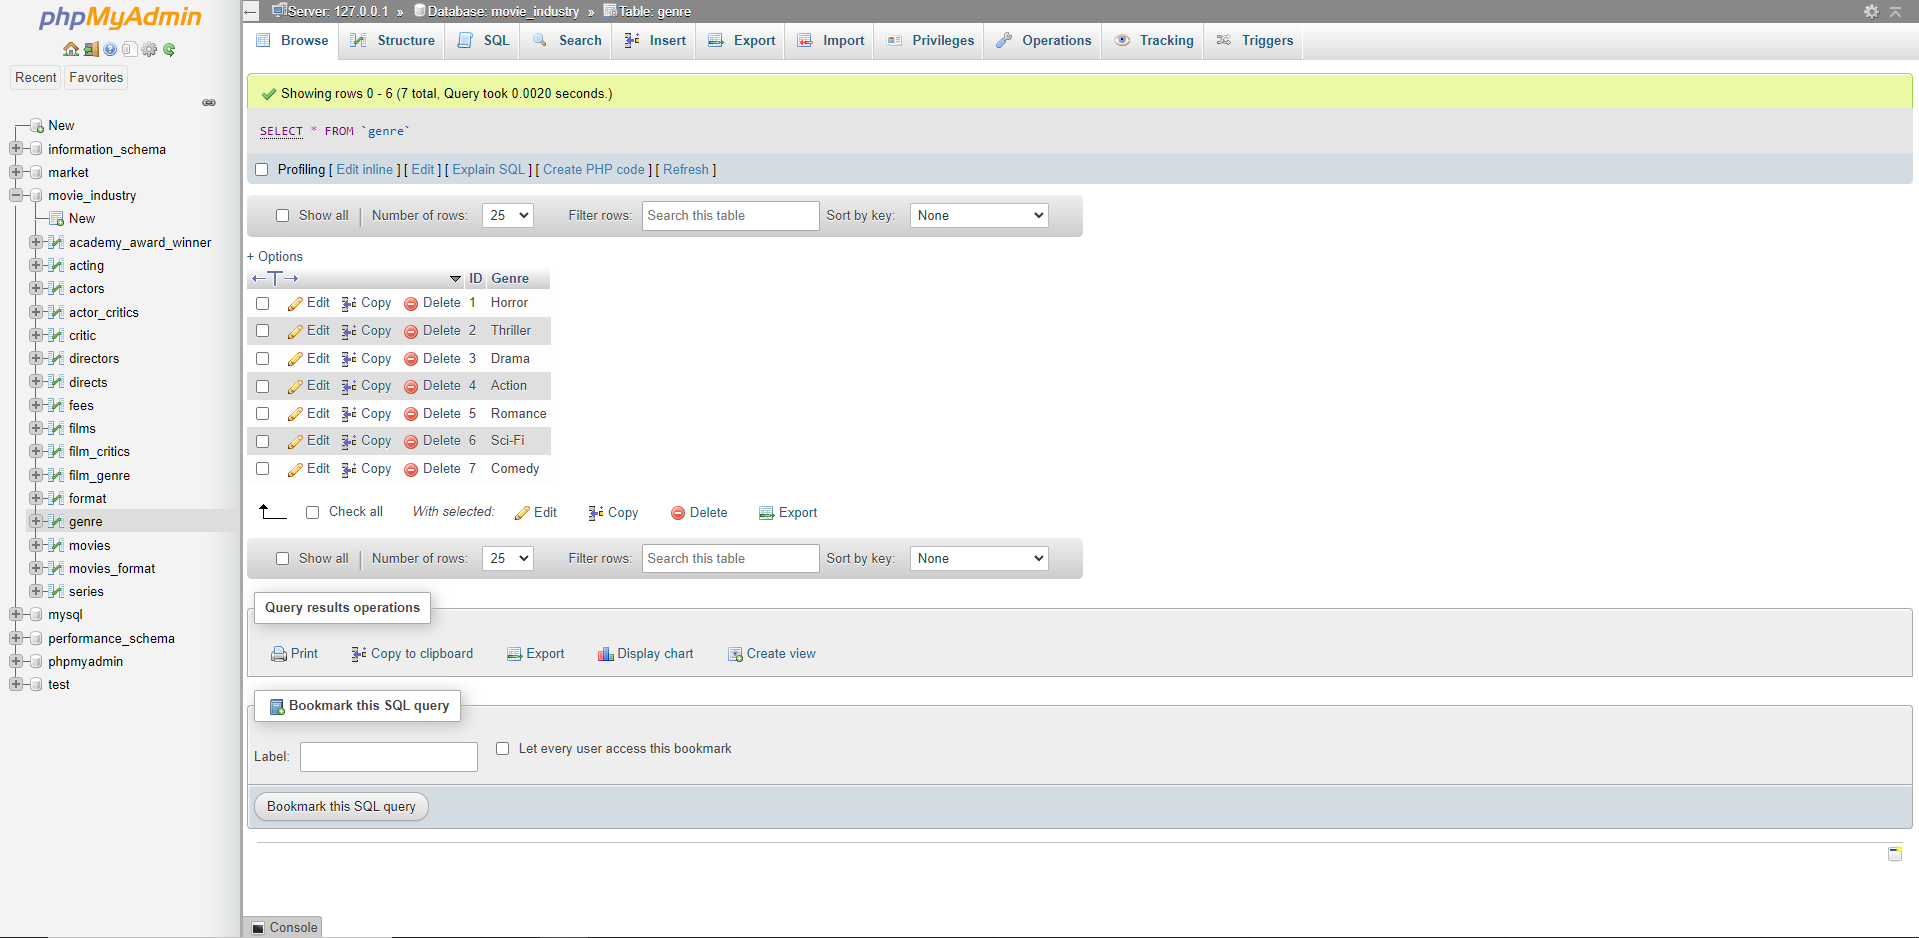 phpMyAdmin
Recent Favorites
New
information_schema
market
movie_industry
New
academy_award_winner
acting
actors
actor_critics
critic
directors
directs
fees
films
film_critics
film_genre
format
genre
movies
movies_format
series
mysql
performance_schema
phpmyadmin
test
Server: 127.0.0.1 » Database: movie_industry » Table: genre
Browse Structure SQL Search Insert Export Import Privileges Operations Tracking Triggers
Showing rows 0 - 6 (7 total, Query took 0.0020 seconds.)
SELECT * FROM `genre`
Profiling [ Edit inline ] [ Edit ] [ Explain SQL ] [ Create PHP code ] [ Refresh ]
Show all Number of rows: 25 Filter rows: Search this table Sort by key: None
+ Options
ID Genre
Edit Copy Delete 1 Horror
Edit Copy Delete 2 Thriller
Edit Copy Delete 3 Drama
Edit Copy Delete 4 Action
Edit Copy Delete 5 Romance
Edit Copy Delete 6 Sci-Fi
Edit Copy Delete 7 Comedy
Check all With selected: Edit Copy Delete Export
Show all Number of rows: 25 Filter rows: Search this table Sort by key: None
Query results operations
Print Copy to clipboard Export Display chart Create view
Bookmark this SQL query
Label: Let every user access this bookmark
Bookmark this SQL query
Console